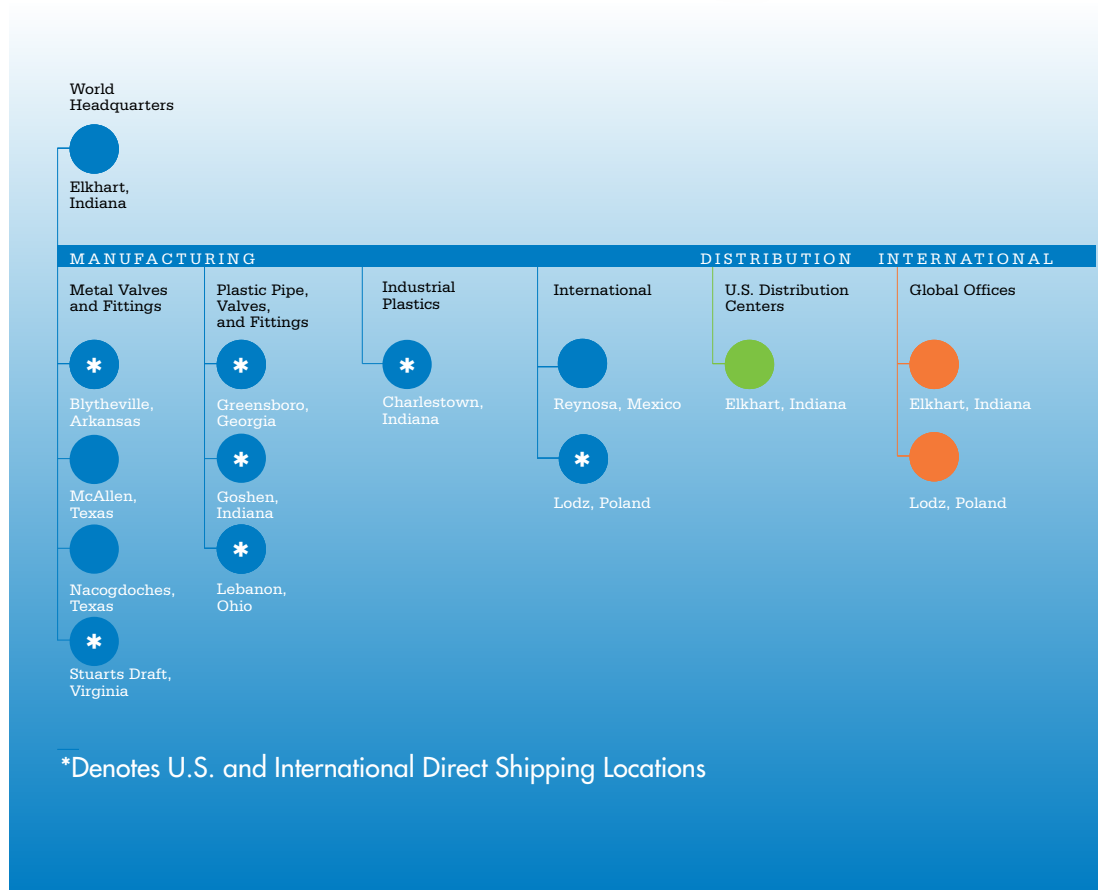 World
Headquarters
Elkhart,
Indiana
MANUFACTURING
DISTRIBUTION
INTERNATIONAL
Metal Valves
and Fittings
*
Blytheville,
Arkansas
McAllen,
Texas
Nacogdoches,
Texas
*
Stuarts Draft,
Virginia
Plastic Pipe,
Valves,
and Fittings
*
Greensboro,
Georgia
*
Goshen,
Indiana
*
Lebanon,
Ohio
Industrial
Plastics
*
Charlestown,
Indiana
International
Reynosa, Mexico
*
Lodz, Poland
U.S. Distribution
Centers
Elkhart, Indiana
Global Offices
Elkhart, Indiana
Lodz, Poland
*Denotes U.S. and International Direct Shipping Locations